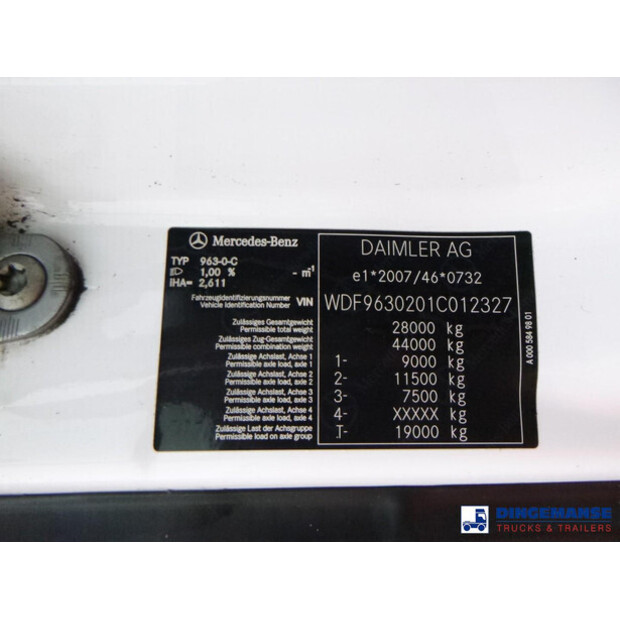 Mercedes-Benz
TYP 963-0-C
1,00 % - m⁻¹
IHA= 2,611
Fahrzeugidentifizierungsnummer
Vehicle Identification Number VIN
Zulässiges Gesamtgewicht
Permissible total weight
Zulässiges Zug-Gesamtgewicht
Permissible combination weight
Zulässige Achslast, Achse 1
Permissible axle load, axle 1
Zulässige Achslast, Achse 2
Permissible axle load, axle 2
Zulässige Achslast, Achse 3
Permissible axle load, axle 3
Zulässige Achslast, Achse 4
Permissible axle load, axle 4
Zulässige Last der Achsgruppe
Permissible load on axle group
DAIMLER AG
e1*2007/46*0732
WDF9630201C012327
28000 kg
44000 kg
1- 9000 kg
2- 11500 kg
3- 7500 kg
4- XXXXX kg
T- 19000 kg
A 000 584 98 01
DINGEMANSE
TRUCKS & TRAILERS